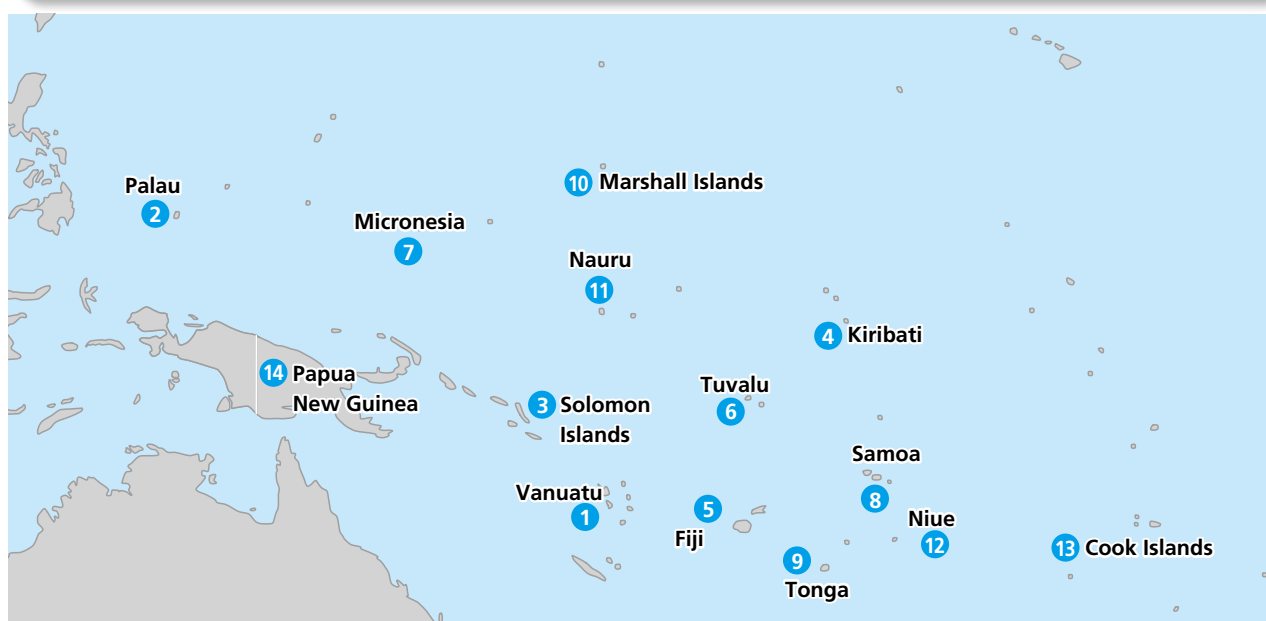 Palau
2
10 Marshall Islands
Micronesia
7
Nauru
11
4 Kiribati
14 Papua
New Guinea
Tuvalu
6
3 Solomon
Islands
Samoa
8
Vanuatu
1
5
Fiji
Niue
12
13 Cook Islands
9
Tonga